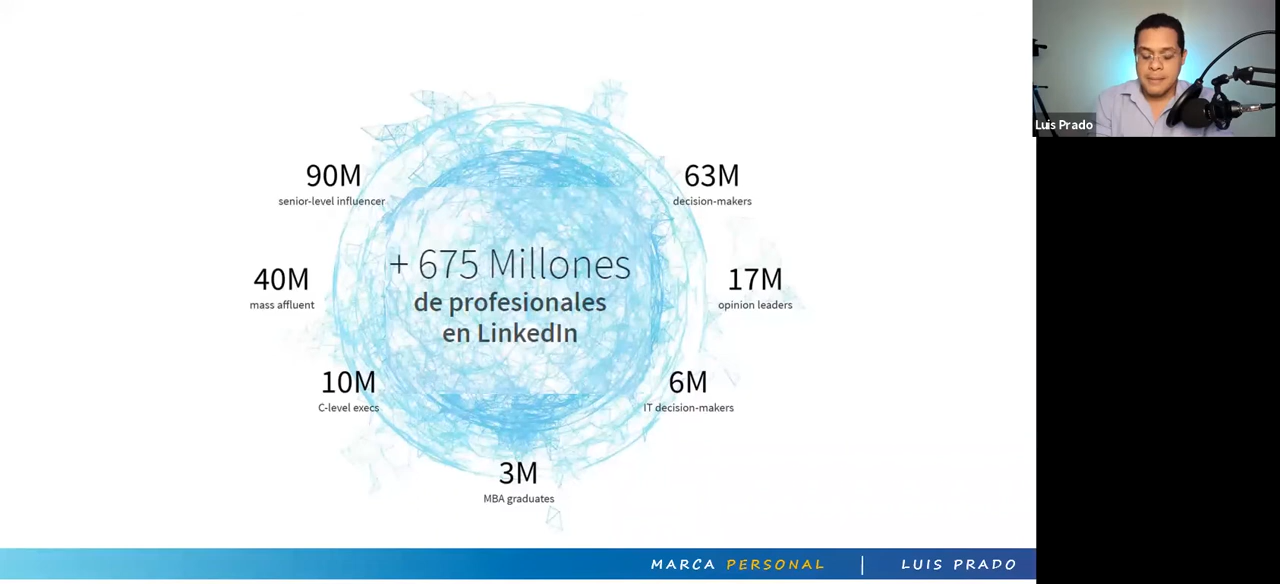 Luis Prado
90M
senior-level influencer
63M
decision-makers
+ 675 Millones
de profesionales
en LinkedIn
40M
mass affluent
17M
opinion leaders
10M
C-level execs
6M
IT decision-makers
3M
MBA graduates
MARCA PERSONAL | LUIS PRADO